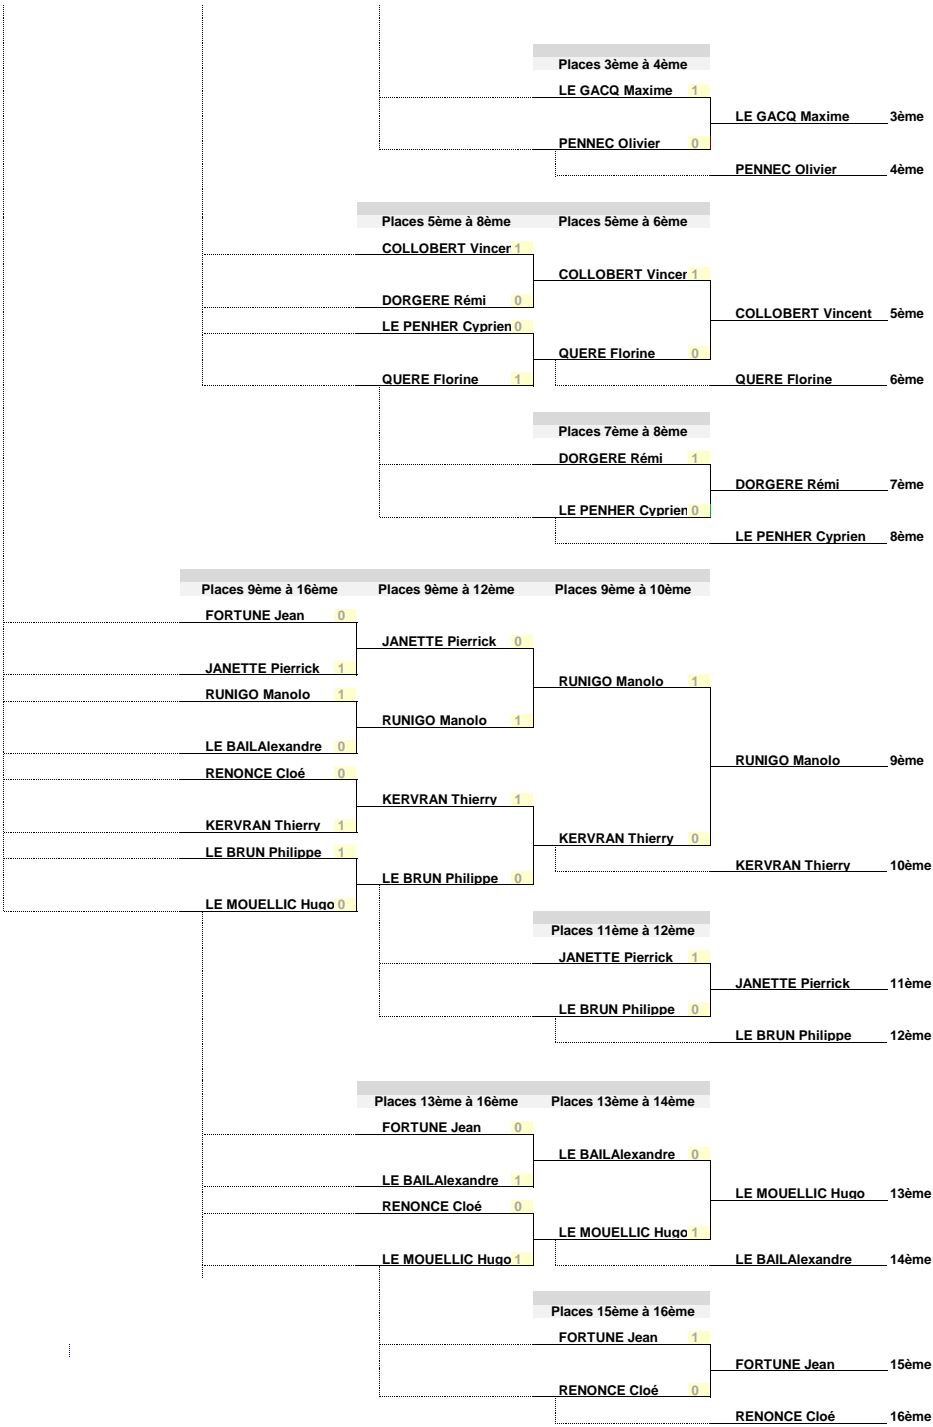 Places 3ème à 4ème
LE GACQ Maxime 1
LE GACQ Maxime 3ème
PENNEC Olivier 0
PENNEC Olivier 4ème
Places 5ème à 8ème Places 5ème à 6ème
COLLOBERT Vincer 1
COLLOBERT Vincer 1
DORGERE Rémi 0
COLLOBERT Vincent 5ème
LE PENHER Cyprien 0
QUERE Florine 0
QUERE Florine 1
QUERE Florine 6ème
Places 7ème à 8ème
DORGERE Rémi 1
DORGERE Rémi 7ème
LE PENHER Cyprien 0
LE PENHER Cyprien 8ème
Places 9ème à 16ème Places 9ème à 12ème Places 9ème à 10ème
FORTUNE Jean 0
JANETTE Pierrick 0
JANETTE Pierrick 1
RUNIGO Manolo 1
RUNIGO Manolo 1
RUNIGO Manolo 1
LE BAILAlexandre 0
RUNIGO Manolo 9ème
RENONCE Cloé 0
KERVRAN Thierry 1
KERVRAN Thierry 1
KERVRAN Thierry 0
LE BRUN Philippe 1
KERVRAN Thierry 10ème
LE BRUN Philippe 0
LE MOUELLIC Hugo 0
Places 11ème à 12ème
JANETTE Pierrick 1
JANETTE Pierrick 11ème
LE BRUN Philippe 0
LE BRUN Philippe 12ème
Places 13ème à 16ème Places 13ème à 14ème
FORTUNE Jean 0
LE BAILAlexandre 0
LE BAILAlexandre 1
LE MOUELLIC Hugo 13ème
RENONCE Cloé 0
LE MOUELLIC Hugo 1
LE MOUELLIC Hugo 1
LE BAILAlexandre 14ème
Places 15ème à 16ème
FORTUNE Jean 1
FORTUNE Jean 15ème
RENONCE Cloé 0
RENONCE Cloé 16ème